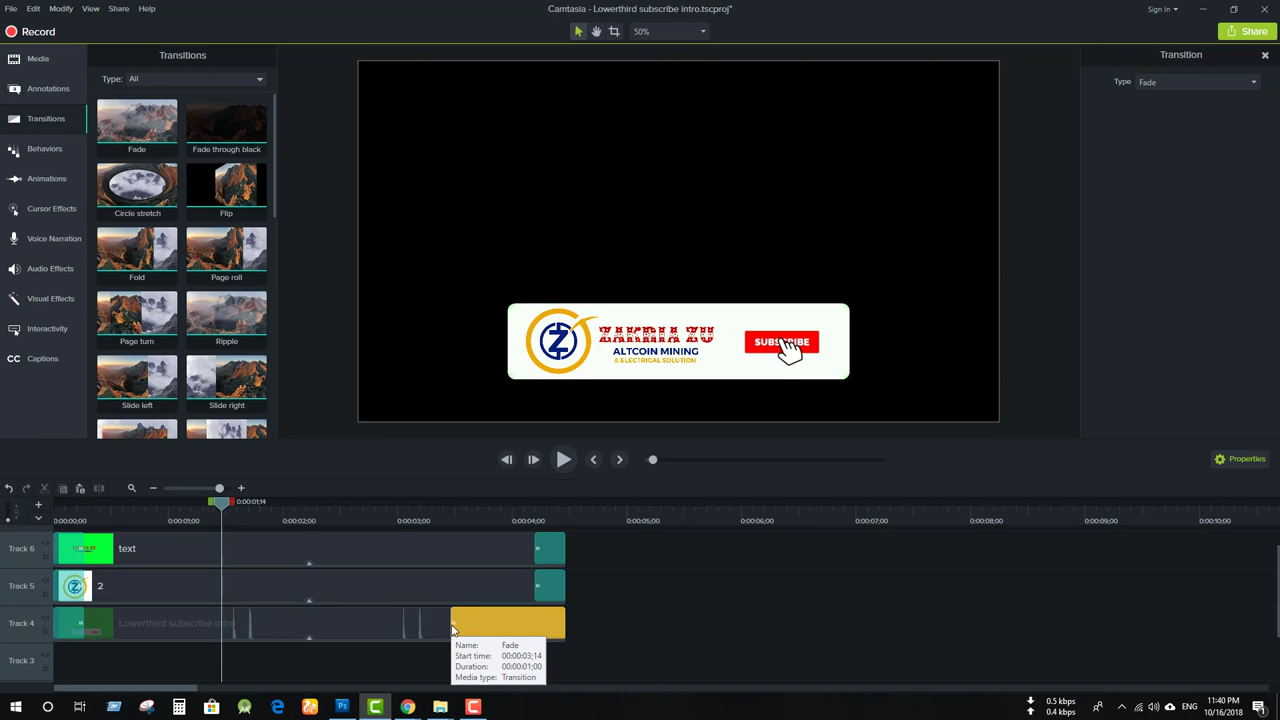 Camtasia - Lowerthird subscribe intro.tscproj*
File Edit Modify View Share Help
Sign In
Record
50%
Share
Media
Annotations
Transitions
Behaviors
Animations
Cursor Effects
Voice Narration
Audio Effects
Visual Effects
Interactivity
Captions
Transitions
Type: All
Fade
Fade through black
Circle stretch
Flip
Fold
Page roll
Page turn
Ripple
Slide left
Slide right
Transition
Type Fade
ZAKRIA ZU
ALTCOIN MINING
& ELECTRICAL SOLUTION
SUBSCRIBE
Properties
0:00:01;14
0:00:00;00 0:00:01;00 0:00:02;00 0:00:03;00 0:00:04;00 0:00:05;00 0:00:06;00 0:00:07;00 0:00:08;00 0:00:09;00 0:00:10;00
Track 6 text
Track 5 2
Track 4 Lowerthird subscribe intro
Track 3
Name: Fade
Start time: 00:00:03;14
Duration: 00:00:01;00
Media type: Transition
0.5 kbps
0.4 kbps
ENG
11:40 PM
10/16/2018